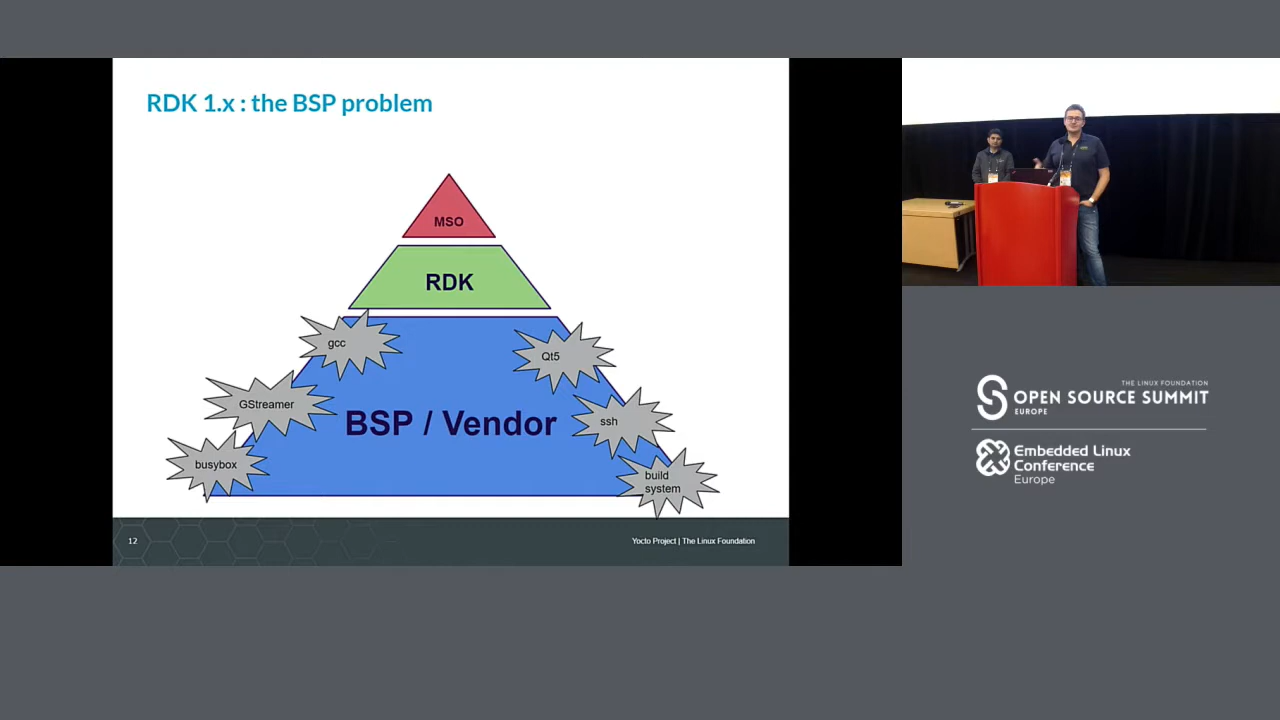 RDK 1.x : the BSP problem
MSO
RDK
gcc
Qt5
GStreamer
BSP / Vendor
ssh
busybox
build
system
12
Yocto Project | The Linux Foundation
THE LINUX FOUNDATION
OPEN SOURCE SUMMIT
EUROPE
Embedded Linux
Conference
Europe